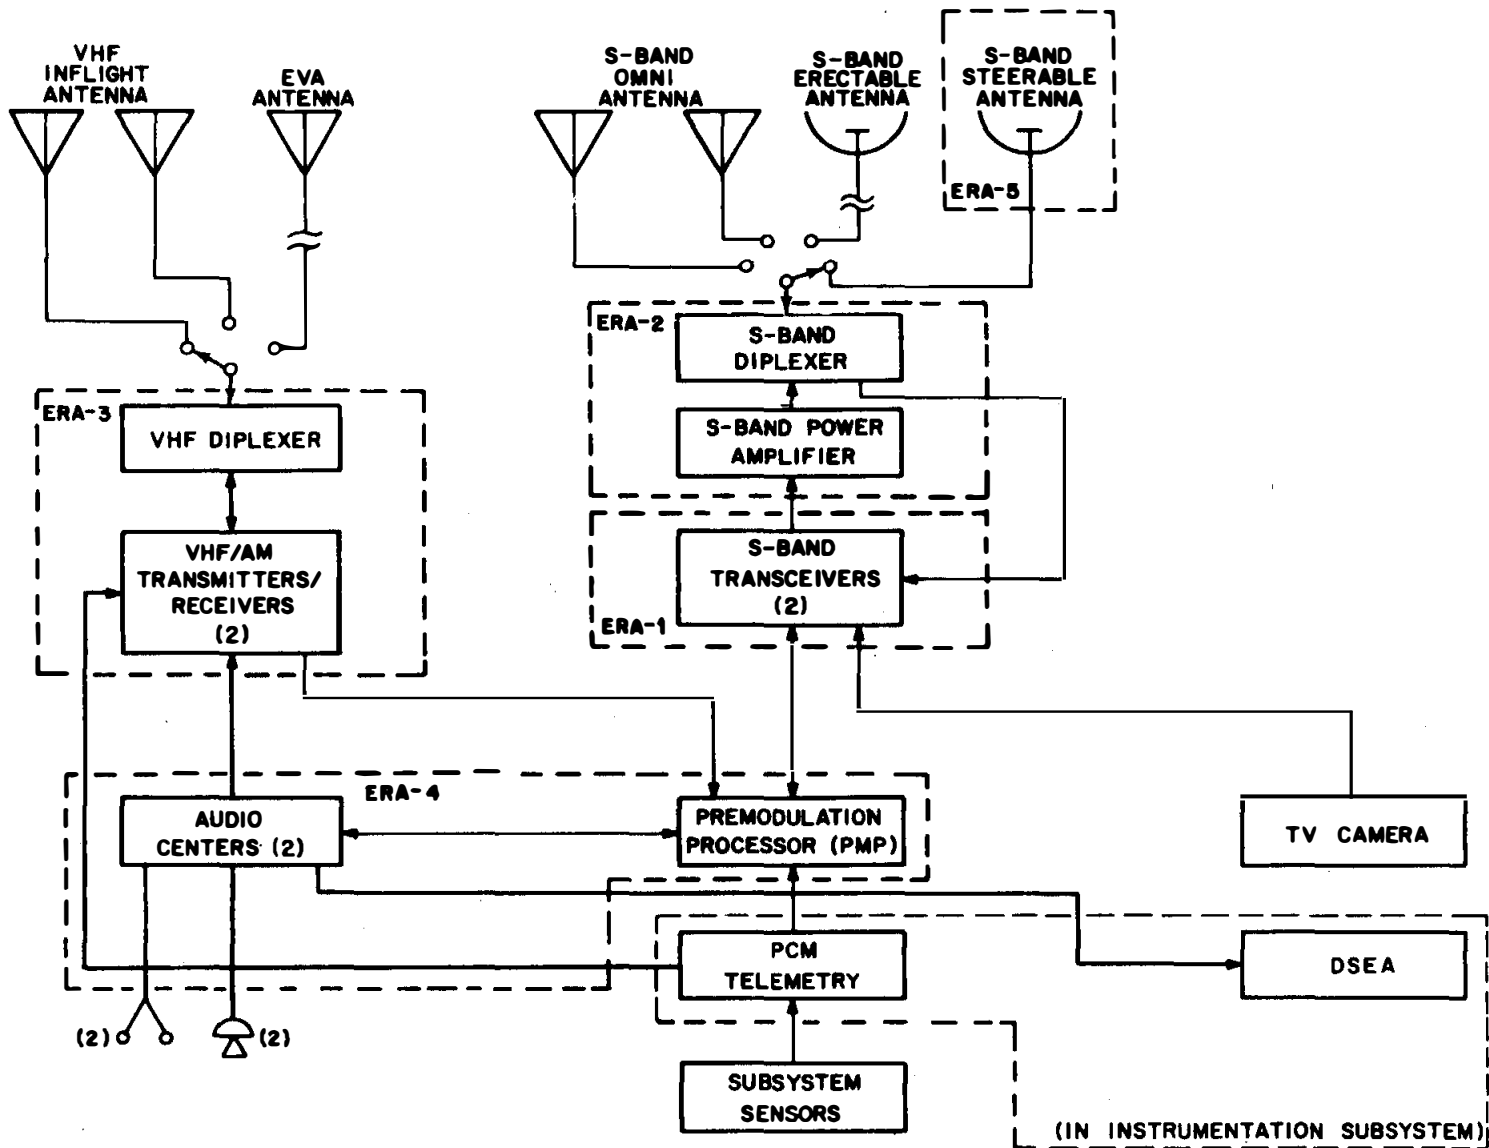 VHF
INFLIGHT
ANTENNA
EVA
ANTENNA
S-BAND
OMNI
ANTENNA
S-BAND
ERECTABLE
ANTENNA
S-BAND
STEERABLE
ANTENNA
ERA-5
ERA-3
VHF DIPLEXER
VHF/AM
TRANSMITTERS/
RECEIVERS
(2)
ERA-2
S-BAND
DIPLEXER
S-BAND POWER
AMPLIFIER
S-BAND
TRANSCEIVERS
(2)
ERA-1
ERA-4
AUDIO
CENTERS (2)
PREMODULATION
PROCESSOR (PMP)
TV CAMERA
PCM
TELEMETRY
DSEA
(2)
(2)
SUBSYSTEM
SENSORS
(IN INSTRUMENTATION SUBSYSTEM)